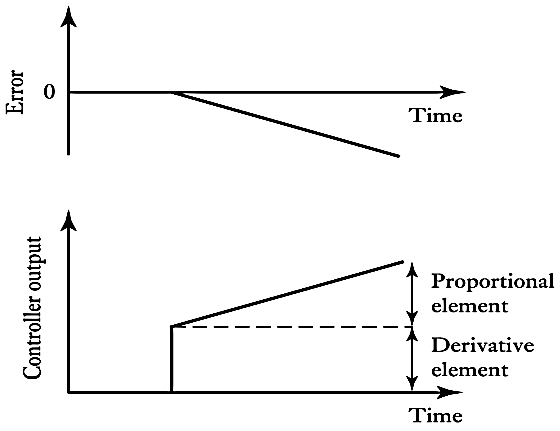 Error
0
Time
Controller output
Proportional
element
Derivative
element
Time